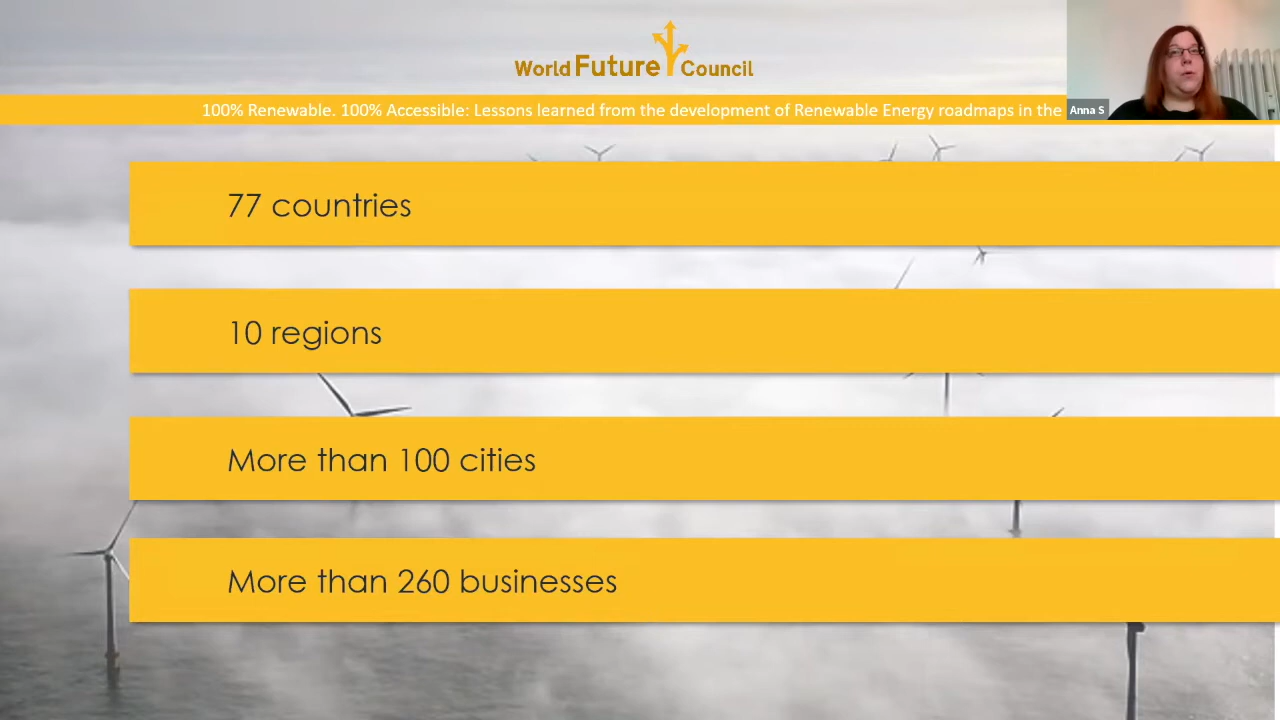 World Future Council
100% Renewable. 100% Accessible: Lessons learned from the development of Renewable Energy roadmaps in the
Anna S
77 countries
10 regions
More than 100 cities
More than 260 businesses